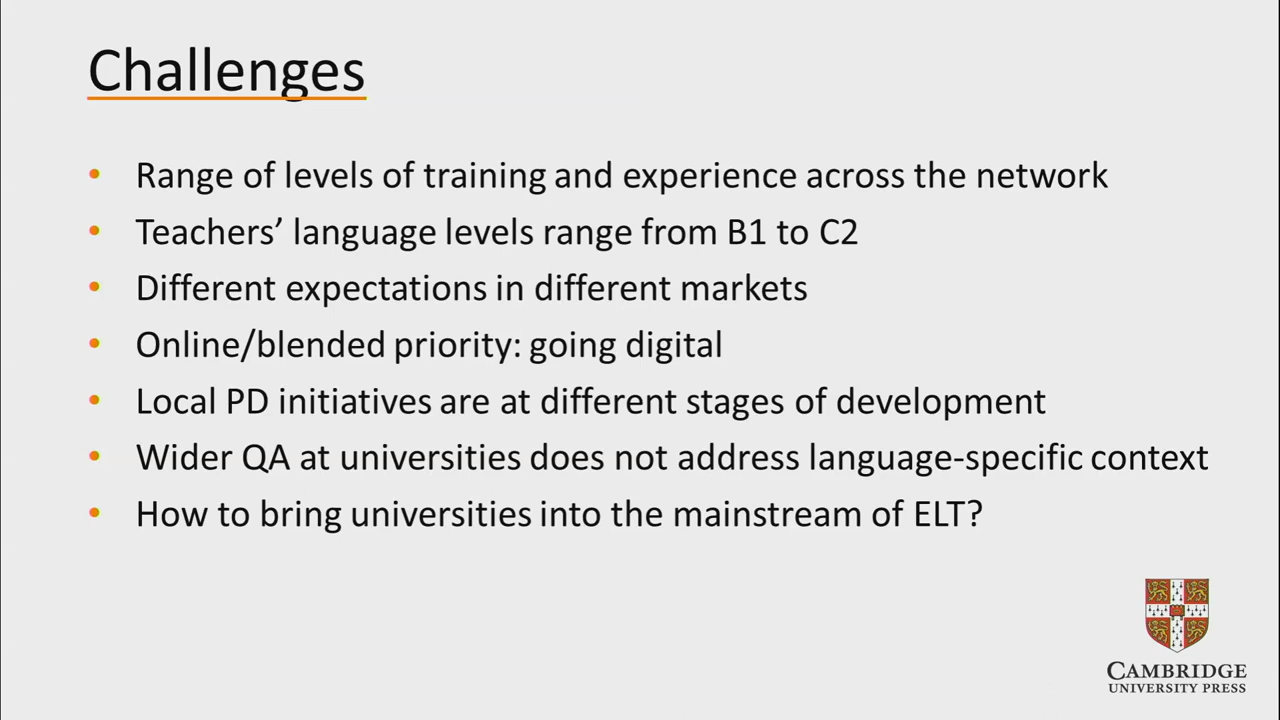 Challenges
• Range of levels of training and experience across the network
• Teachers’ language levels range from B1 to C2
• Different expectations in different markets
• Online/blended priority: going digital
• Local PD initiatives are at different stages of development
• Wider QA at universities does not address language-specific context
• How to bring universities into the mainstream of ELT?
CAMBRIDGE
UNIVERSITY PRESS